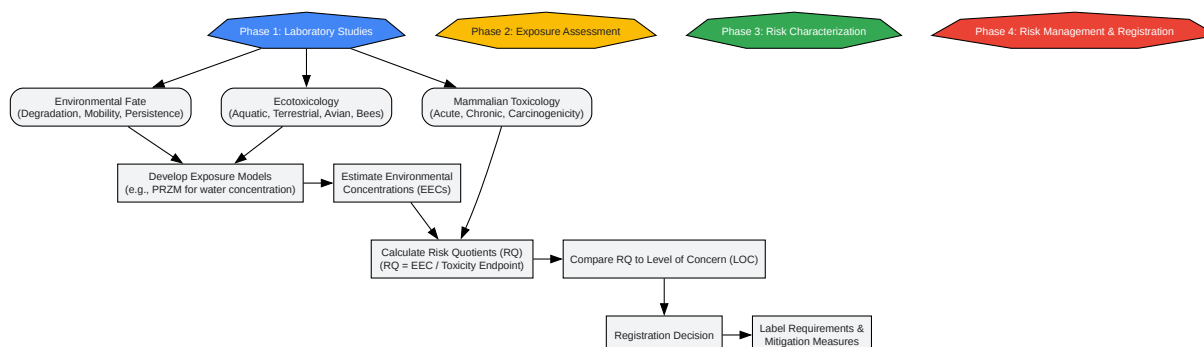 Phase 1: Laboratory Studies
Phase 2: Exposure Assessment
Phase 3: Risk Characterization
Phase 4: Risk Management & Registration
Environmental Fate
(Degradation, Mobility, Persistence)
Ecotoxicology
(Aquatic, Terrestrial, Avian, Bees)
Mammalian Toxicology
(Acute, Chronic, Carcinogenicity)
Develop Exposure Models
(e.g., PRZM for water concentration)
Estimate Environmental
Concentrations (EECs)
Calculate Risk Quotients (RQ)
(RQ = EEC / Toxicity Endpoint)
Compare RQ to Level of Concern (LOC)
Registration Decision
Label Requirements &
Mitigation Measures